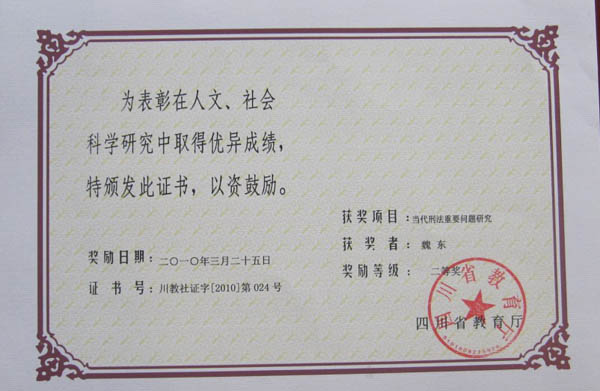 为表彰在人文、社会
科学研究中取得优异成绩，
特颁发此证书，以资鼓励。
获奖项目：当代刑法重要问题研究
获奖者：魏东
奖励等级：二等奖
奖励日期：二〇一〇年三月二十五日
证书号：川教社证字[2010]第024号
四川省教育厅
四川省教育厅